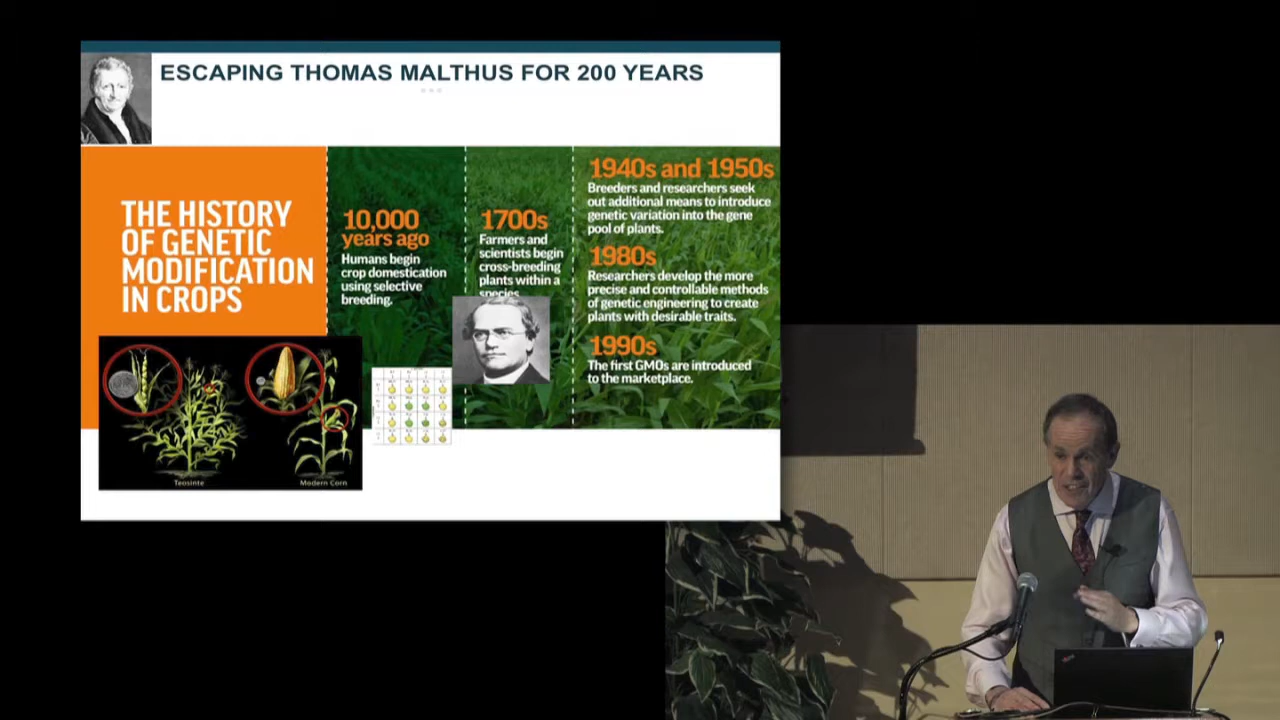 ESCAPING THOMAS MALTHUS FOR 200 YEARS
THE HISTORY
OF GENETIC
MODIFICATION
IN CROPS
10,000
years ago
Humans begin
crop domestication
using selective
breeding.
1700s
Farmers and
scientists begin
cross-breeding
plants within a
species.
1940s and 1950s
Breeders and researchers seek
out additional means to introduce
genetic variation into the gene
pool of plants.
1980s
Researchers develop the more
precise and controllable methods
of genetic engineering to create
plants with desirable traits.
1990s
The first GMOs are introduced
to the marketplace.
Teosinte
Modern Corn